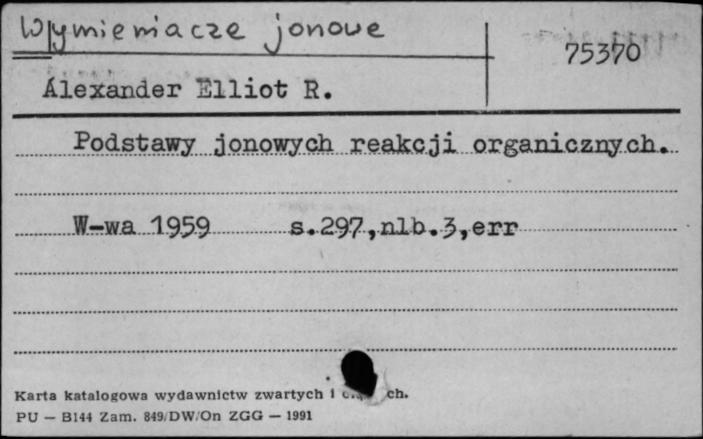 Wymieniacze jonowe
75370
Alexander Elliot R.
Podstawy jonowych reakcji organicznych.
W-wa 1959 s.297,nlb.3,err
Karta katalogowa wydawnictw zwartych i
PU — B144 Zam. 849/DW/On ZGG — 1991